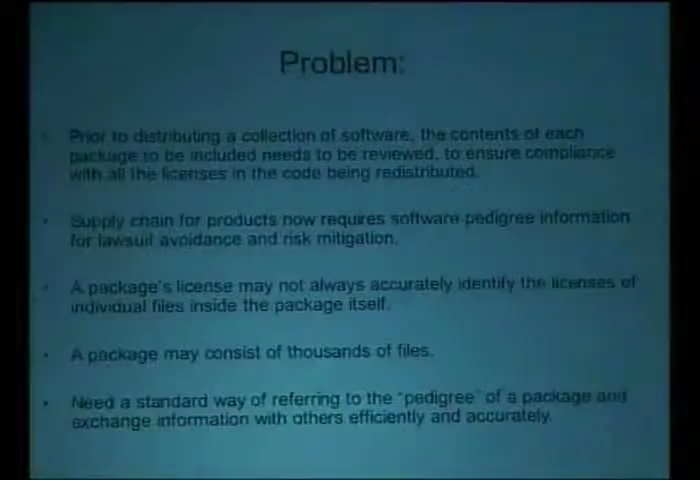 Problem:
• Prior to distributing a collection of software, the contents of each
package to be included needs to be reviewed, to ensure compliance
with all the licenses in the code being redistributed.
• Supply chain for products now requires software pedigree information
for lawsuit avoidance and risk mitigation.
• A package's license may not always accurately identify the licenses of
individual files inside the package itself.
• A package may consist of thousands of files.
• Need a standard way of referring to the "pedigree" of a package and
exchange information with others efficiently and accurately.